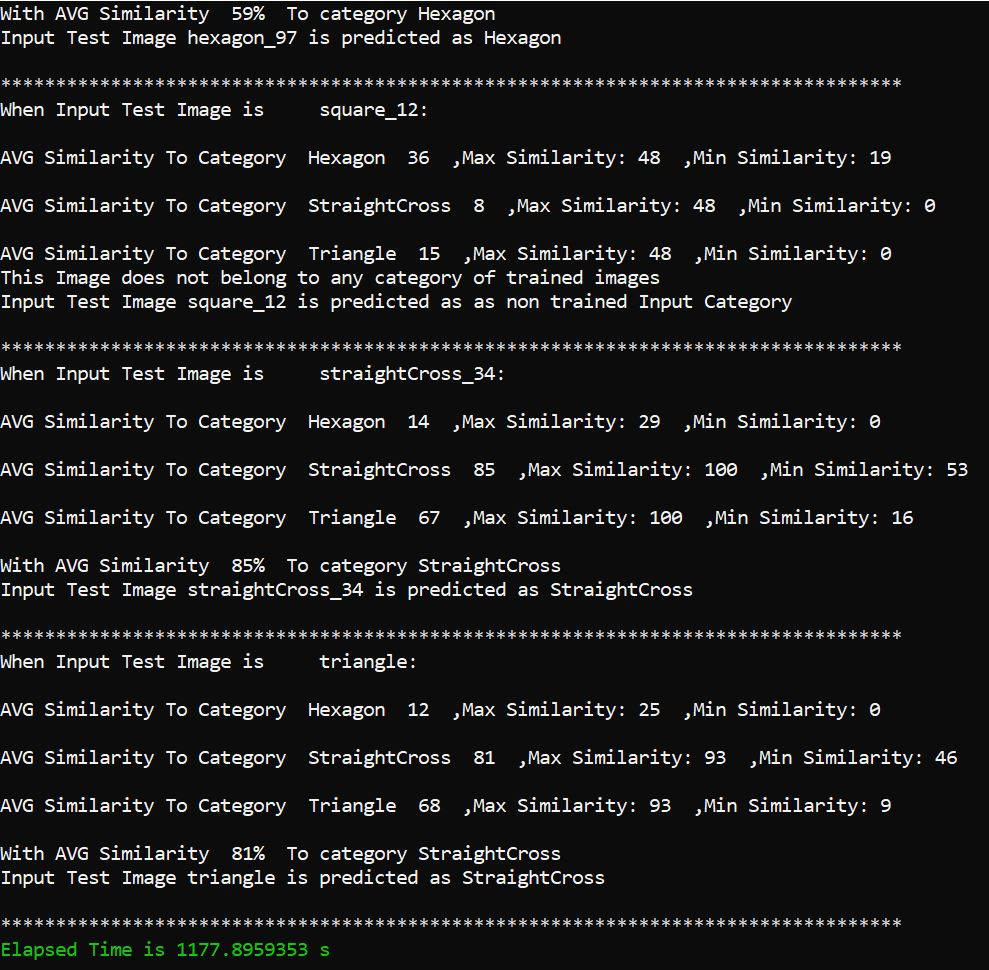 With AVG Similarity  59%  To category Hexagon
Input Test Image hexagon_97 is predicted as Hexagon
**********************************************************************************
When Input Test Image is     square_12:
AVG Similarity To Category  Hexagon  36  ,Max Similarity: 48  ,Min Similarity: 19
AVG Similarity To Category  StraightCross  8  ,Max Similarity: 48  ,Min Similarity: 0
AVG Similarity To Category  Triangle  15  ,Max Similarity: 48  ,Min Similarity: 0
This Image does not belong to any category of trained images
Input Test Image square_12 is predicted as as non trained Input Category
**********************************************************************************
When Input Test Image is     straightCross_34:
AVG Similarity To Category  Hexagon  14  ,Max Similarity: 29  ,Min Similarity: 0
AVG Similarity To Category  StraightCross  85  ,Max Similarity: 100  ,Min Similarity: 53
AVG Similarity To Category  Triangle  67  ,Max Similarity: 100  ,Min Similarity: 16
With AVG Similarity  85%  To category StraightCross
Input Test Image straightCross_34 is predicted as StraightCross
**********************************************************************************
When Input Test Image is     triangle:
AVG Similarity To Category  Hexagon  12  ,Max Similarity: 25  ,Min Similarity: 0
AVG Similarity To Category  StraightCross  81  ,Max Similarity: 93  ,Min Similarity: 46
AVG Similarity To Category  Triangle  68  ,Max Similarity: 93  ,Min Similarity: 9
With AVG Similarity  81%  To category StraightCross
Input Test Image triangle is predicted as StraightCross
**********************************************************************************
Elapsed Time is 1177.8959353 s